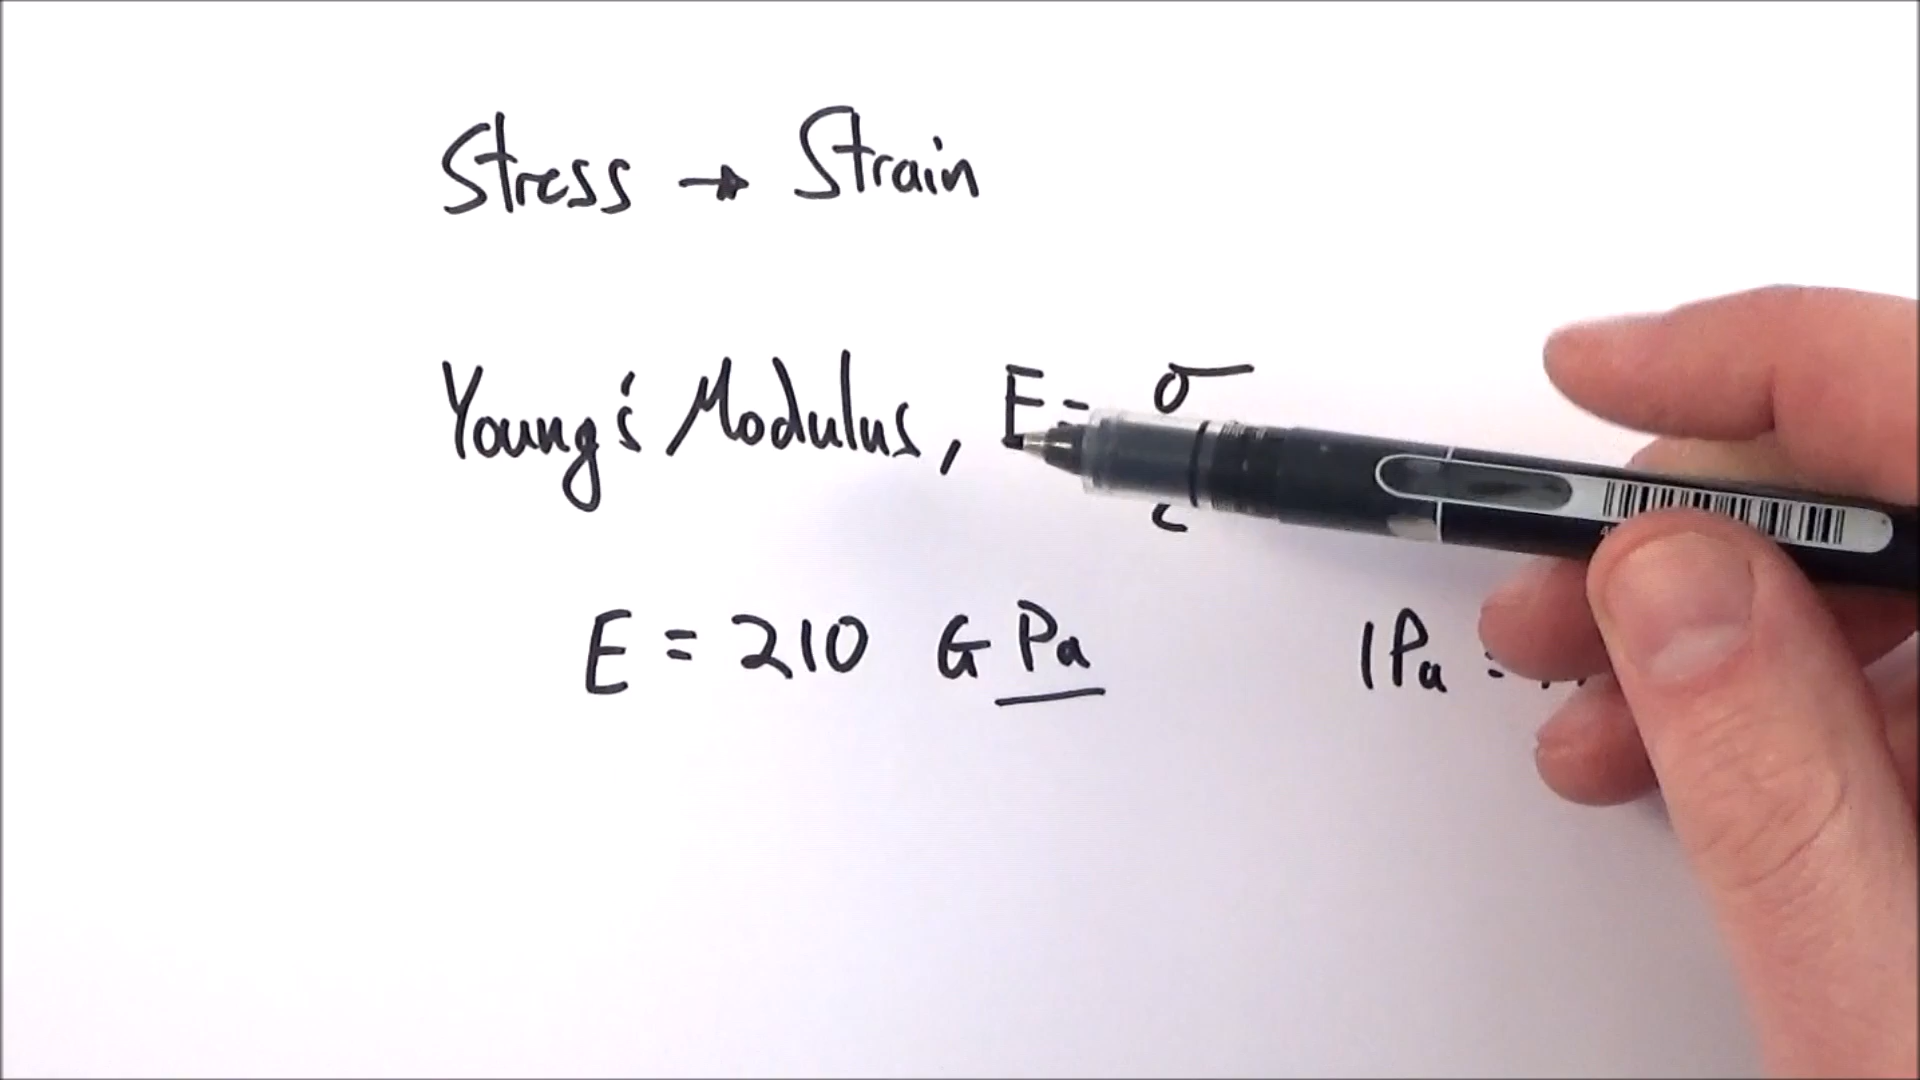 Stress → Strain
Young's Modulus, E = σ
E = 210 GPa
1Pa =